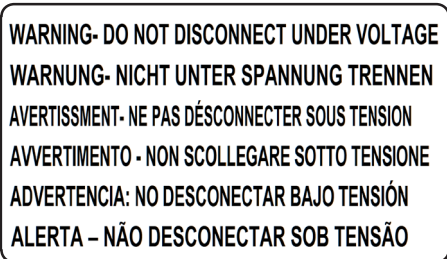 WARNING- DO NOT DISCONNECT UNDER VOLTAGE
WARNUNG- NICHT UNTER SPANNUNG TRENNEN
AVERTISSMENT- NE PAS DÉSCONNECTER SOUS TENSION
AVVERTIMENTO - NON SCOLLEGARE SOTTO TENSIONE
ADVERTENCIA: NO DESCONECTAR BAJO TENSIÓN
ALERTA – NÃO DESCONECTAR SOB TENSÃO